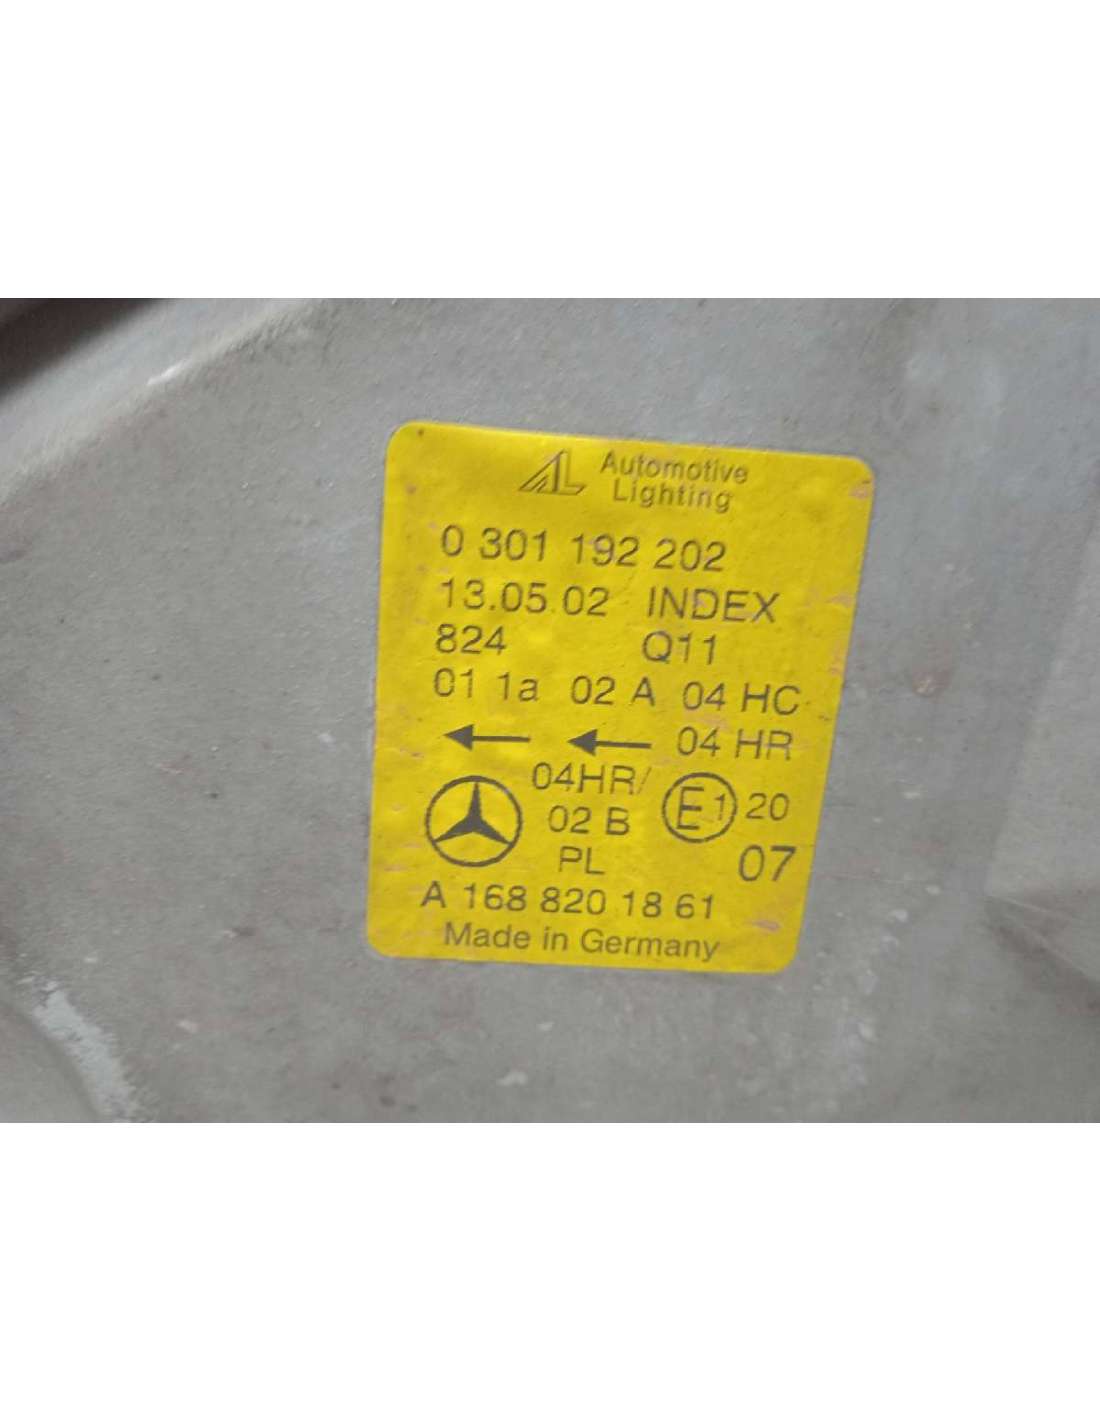 AL Automotive
Lighting
0 301 192 202
13.05.02 INDEX
824 Q11
01 1a 02 A 04 HC
← ← 04 HR
04HR/
02 B E1 20
PL 07
A 168 820 18 61
Made in Germany